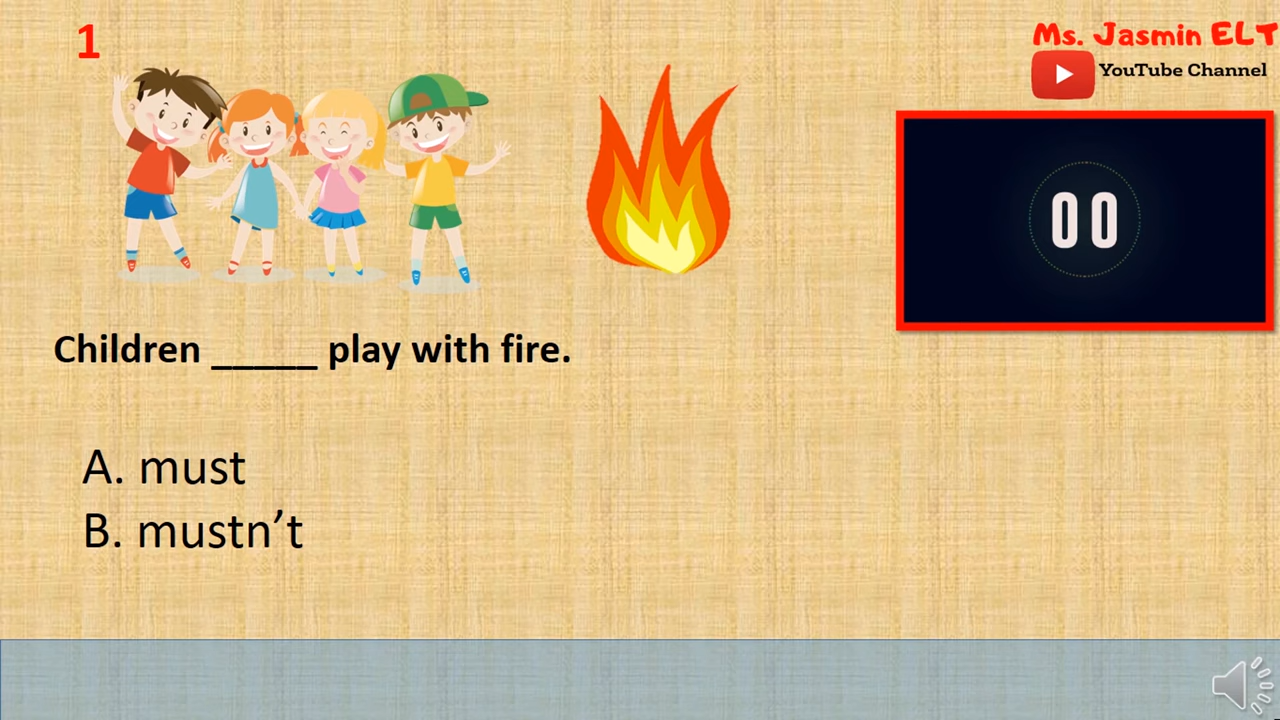 1
Ms. Jasmin ELT
YouTube Channel
00
Children _____ play with fire.
A. must
B. mustn’t